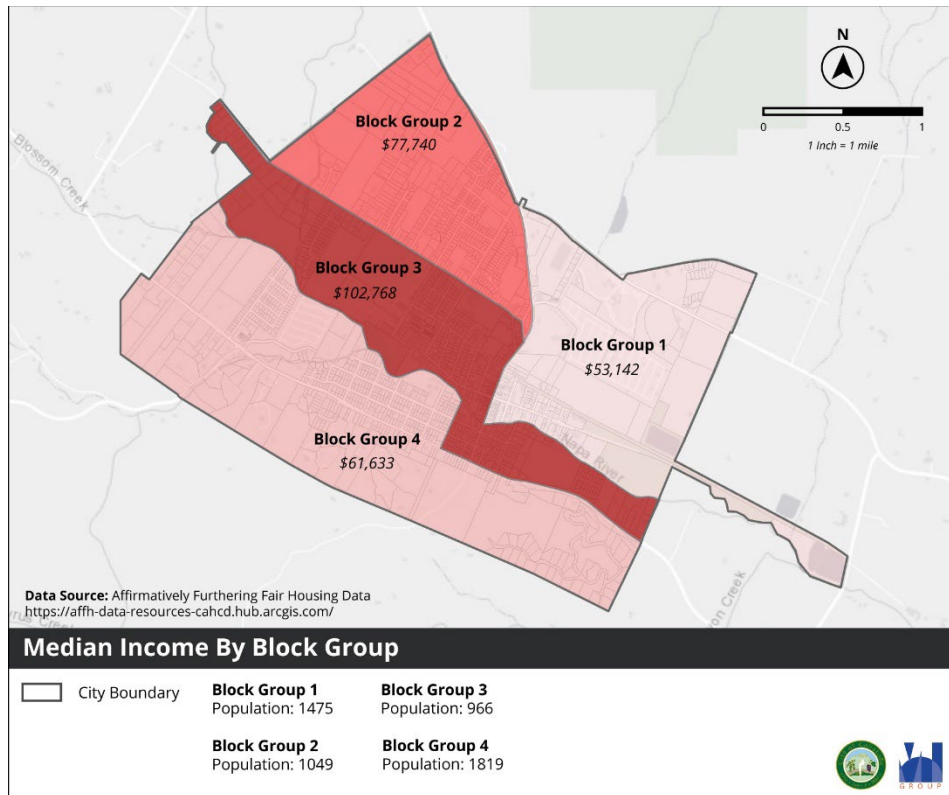 N
0 0.5 1
1 Inch = 1 mile
Blossom Creek
Block Group 2
$77,740
Block Group 3
$102,768
Block Group 1
$53,142
Block Group 4
$61,633
Napa River
Data Source: Affirmatively Furthering Fair Housing Data
https://affh-data-resources-cahcd.hub.arcgis.com/
Median Income By Block Group
City Boundary
Block Group 1
Population: 1475
Block Group 2
Population: 1049
Block Group 3
Population: 966
Block Group 4
Population: 1819
GROUP